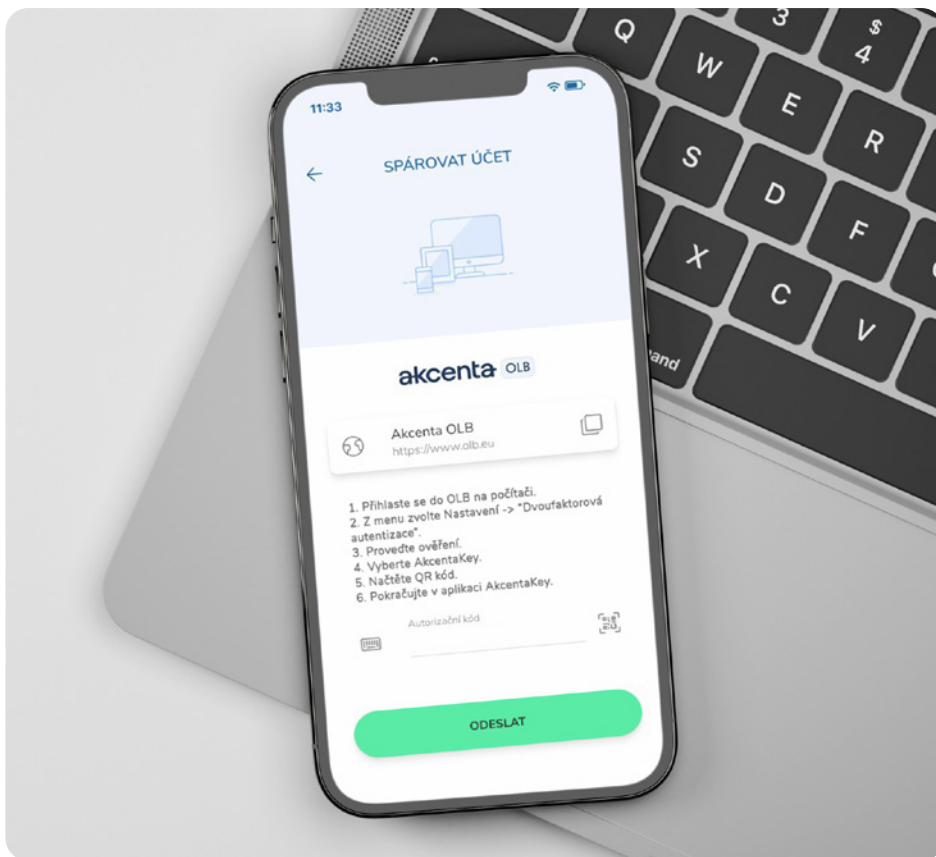 11:33
SPÁROVAT ÚČET
akcenta OLB
Akcenta OLB
https://www.olb.eu
1. Přihlaste se do OLB na počítači.
2. Z menu zvolte Nastavení -> "Dvoufaktorová
autentizace".
3. Proveďte ověření.
4. Vyberte AkcentaKey.
5. Načtěte QR kód.
6. Pokračujte v aplikaci AkcentaKey.
Autorizační kód
ODESLAT
3 $ 4
Q W E R
S D F
X C V